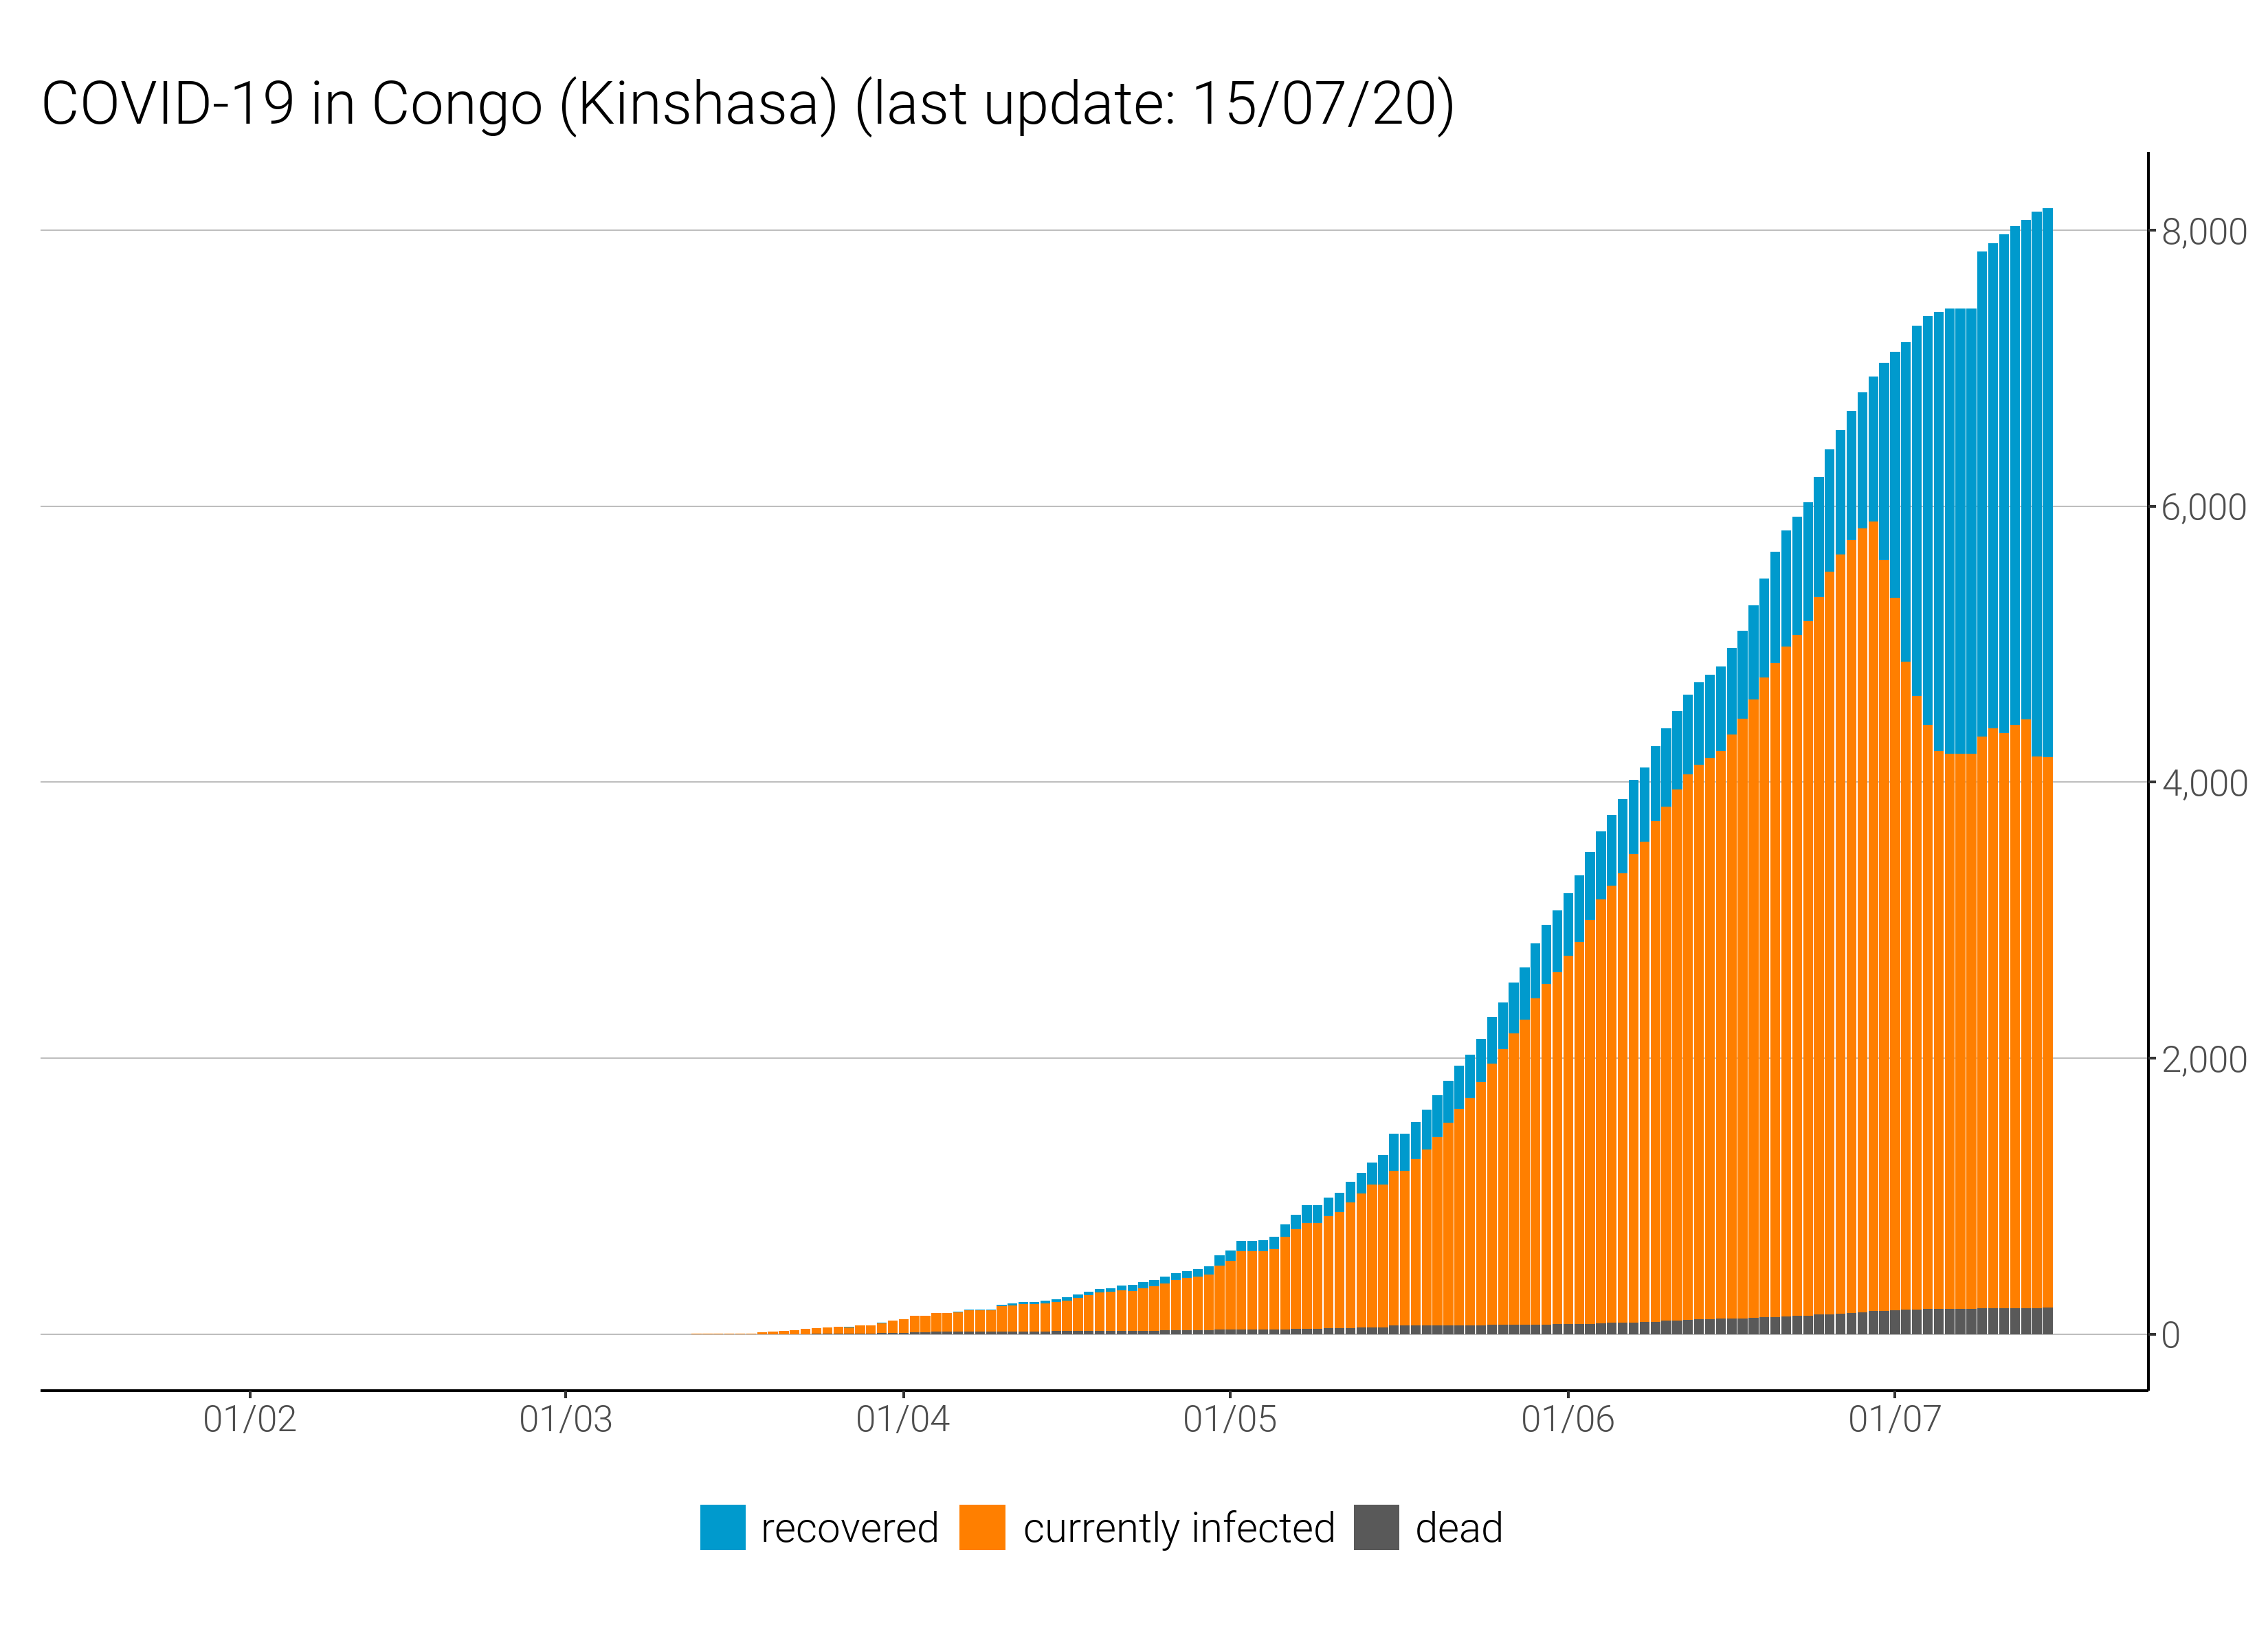 COVID-19 in Congo (Kinshasa) (last update: 15/07/20)
8,000
6,000
4,000
2,000
0
01/02 01/03 01/04 01/05 01/06 01/07
recovered currently infected dead